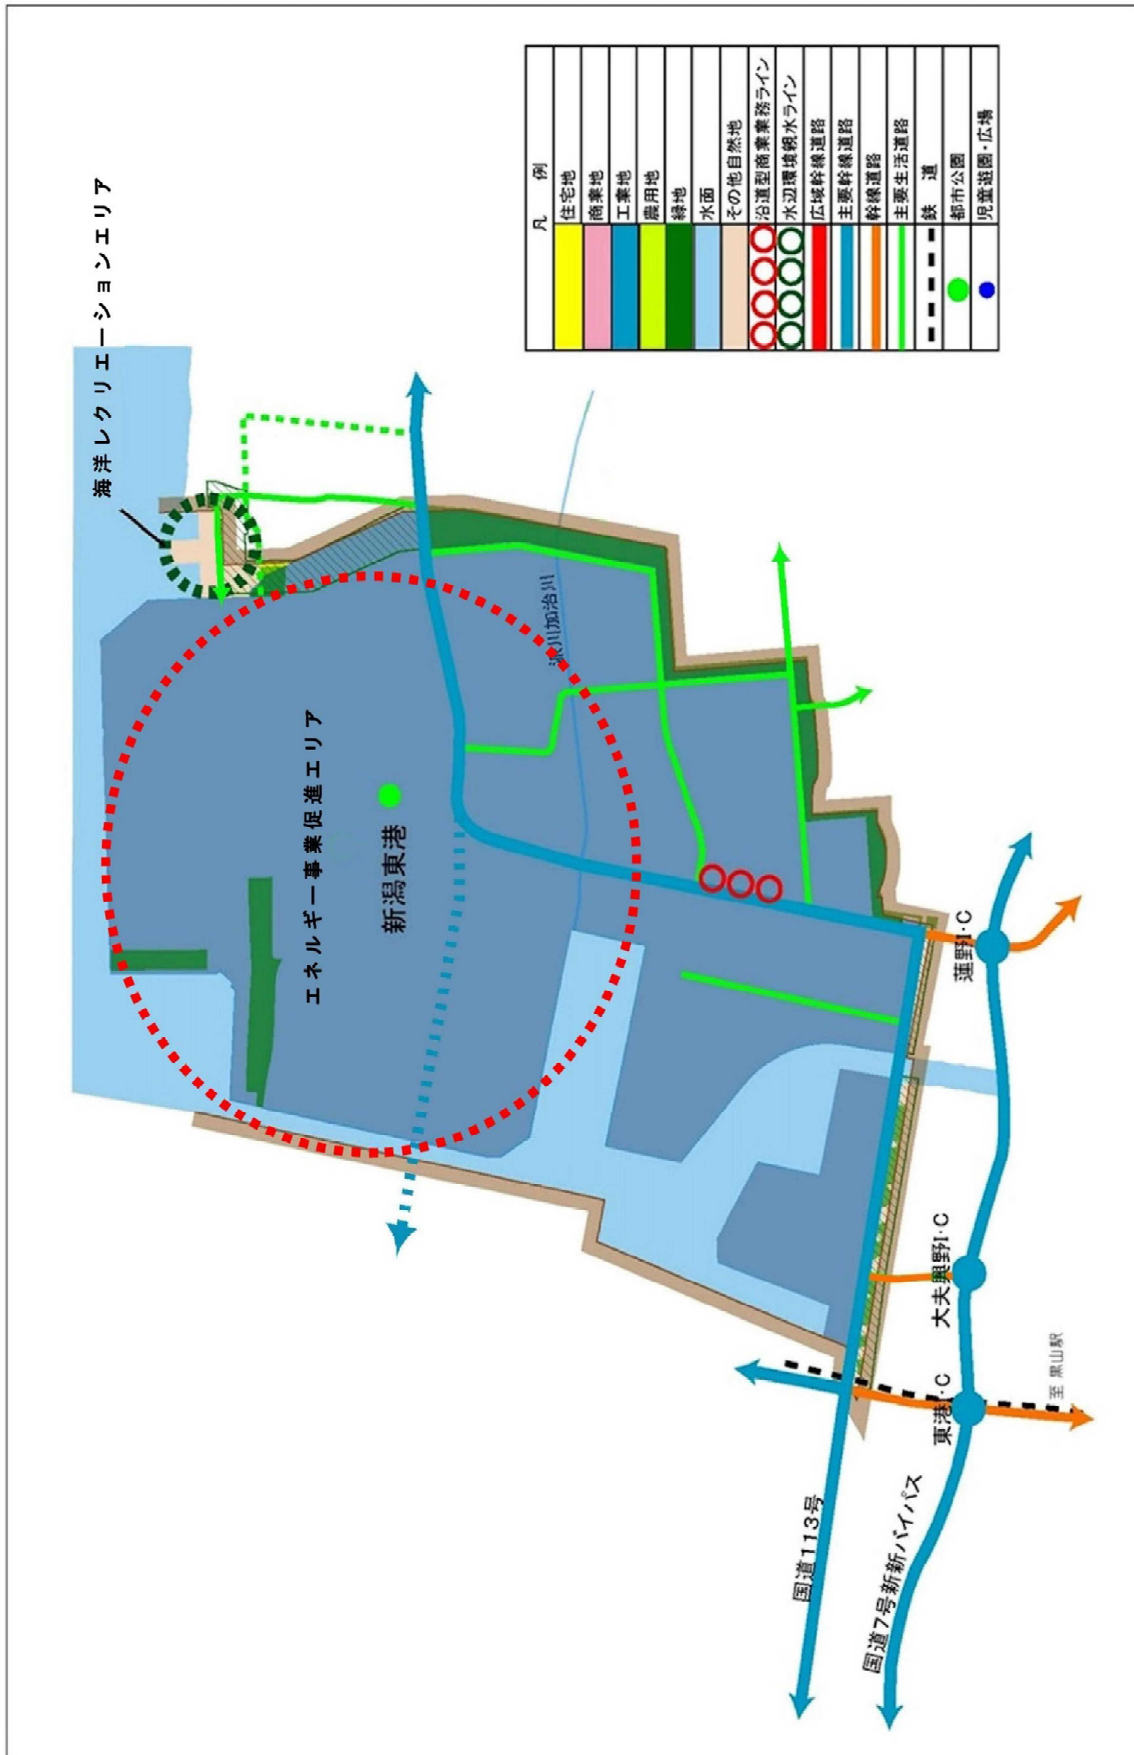 海洋レクリエーションエリア
エネルギー事業促進エリア
新潟東港
派川加治川
蓮野I・C
大夫興野I・C
東港I・C
至 黒山駅
国道113号
国道7号新新バイパス
凡 例
住宅地
商業地
工業地
農用地
緑地
水面
その他自然地
沿道型商業業務ライン
水辺環境親水ライン
広域幹線道路
主要幹線道路
幹線道路
主要生活道路
鉄 道
都市公園
児童遊園・広場